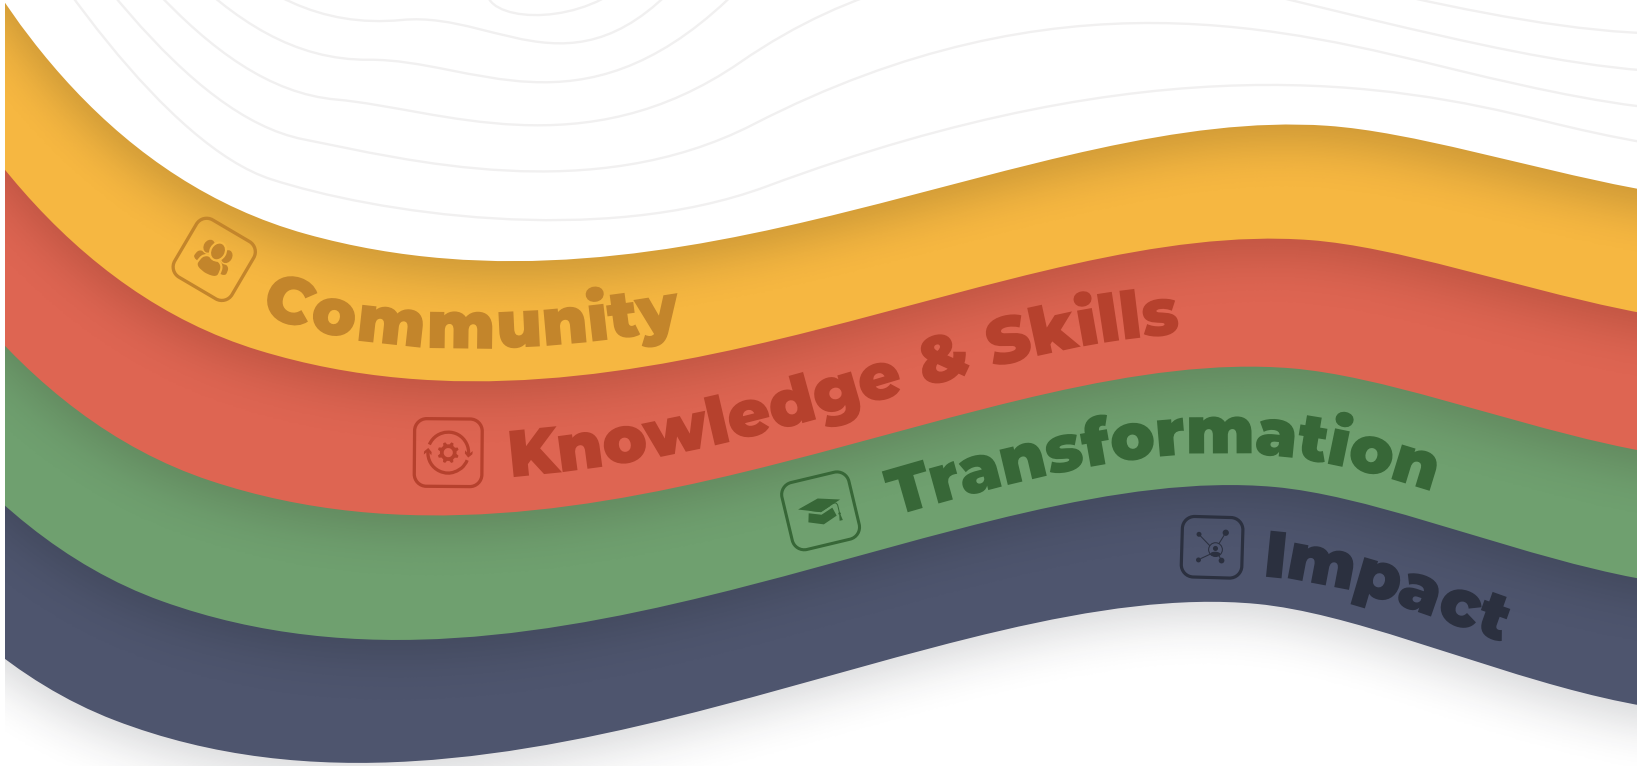 Community
Knowledge & Skills
Transformation
Impact